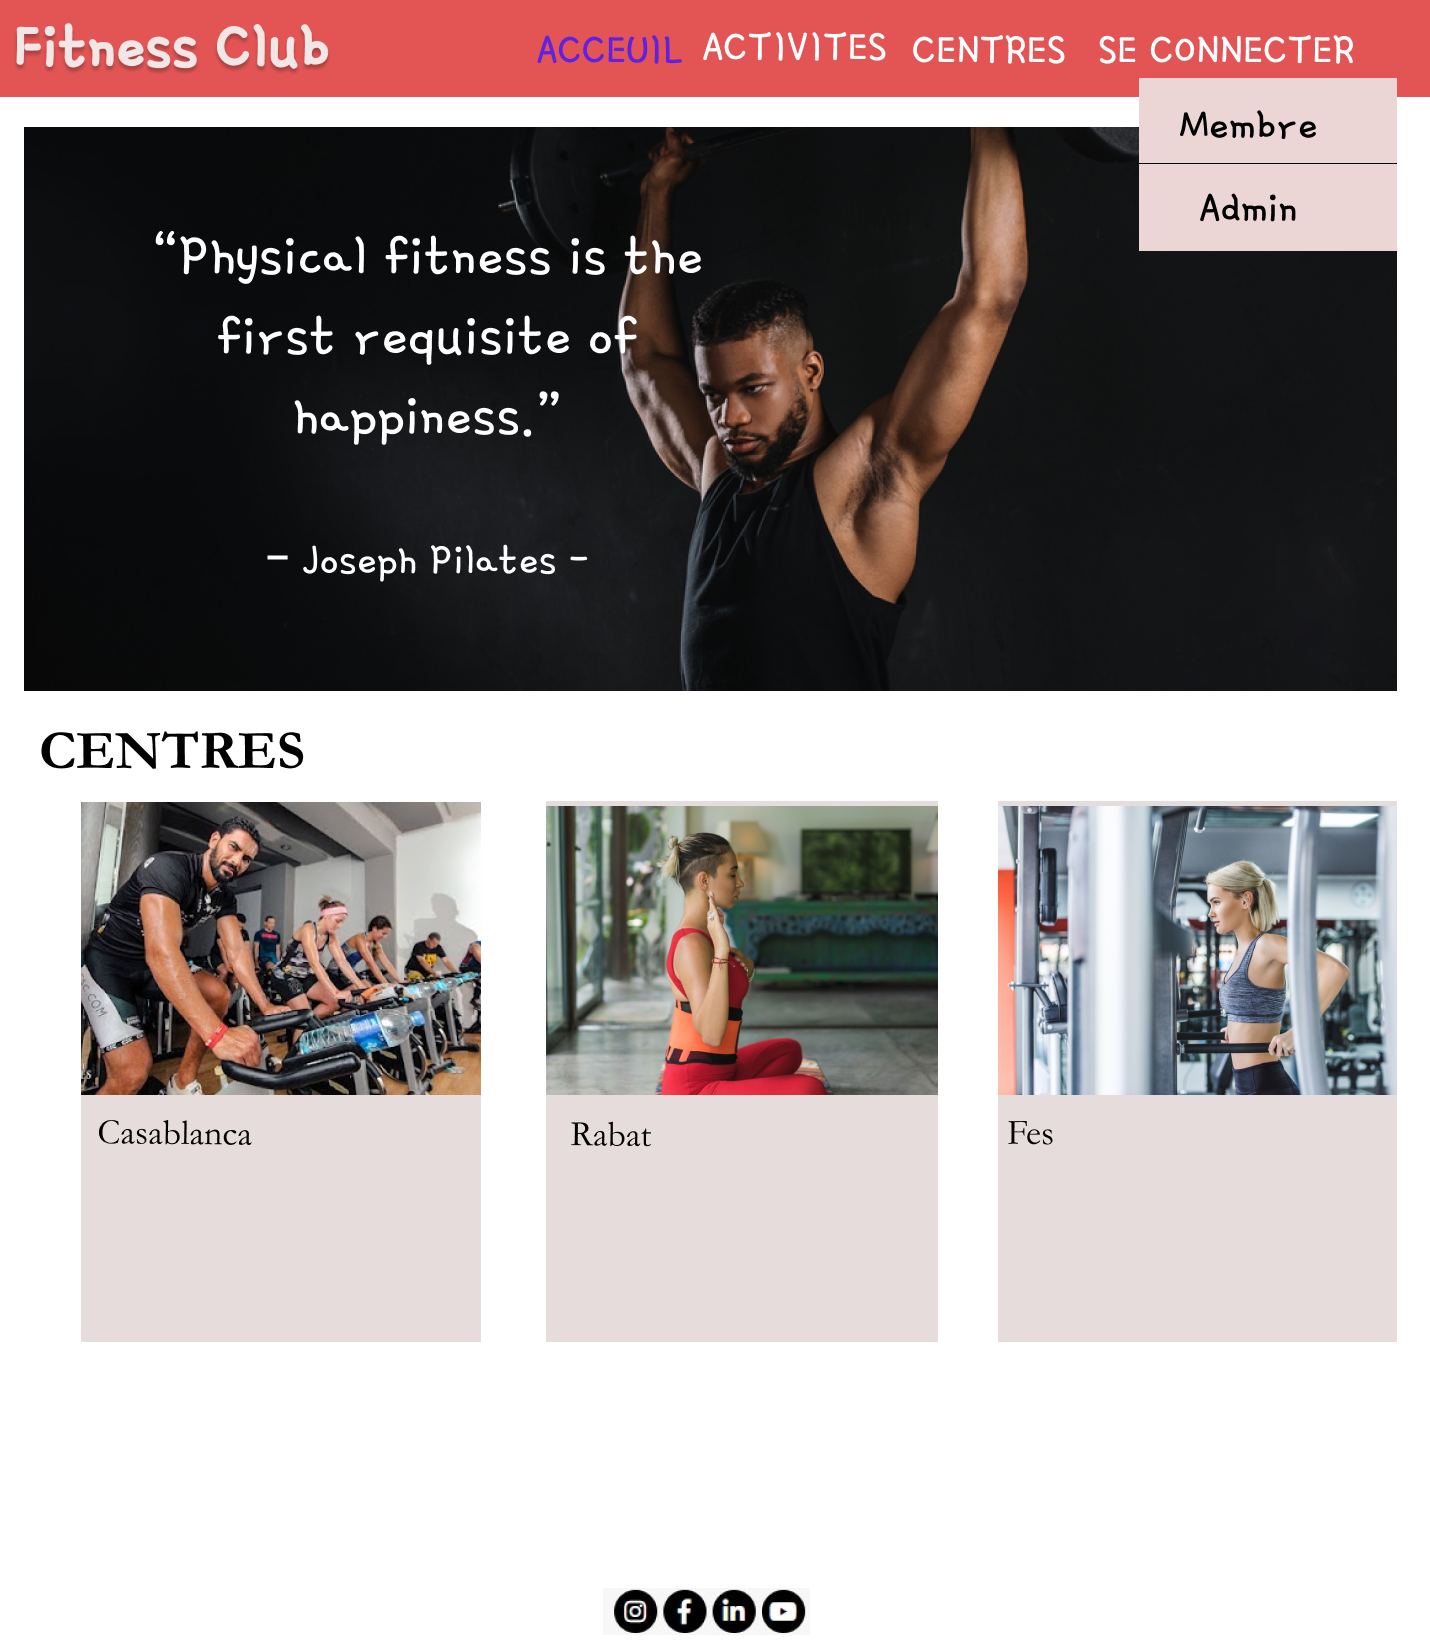 Fitness Club
ACCEUIL ACTIVITES CENTRES SE CONNECTER
Membre
Admin
“Physical fitness is the
first requisite of
happiness.”
– Joseph Pilates –
CENTRES
Casablanca
Rabat
Fes